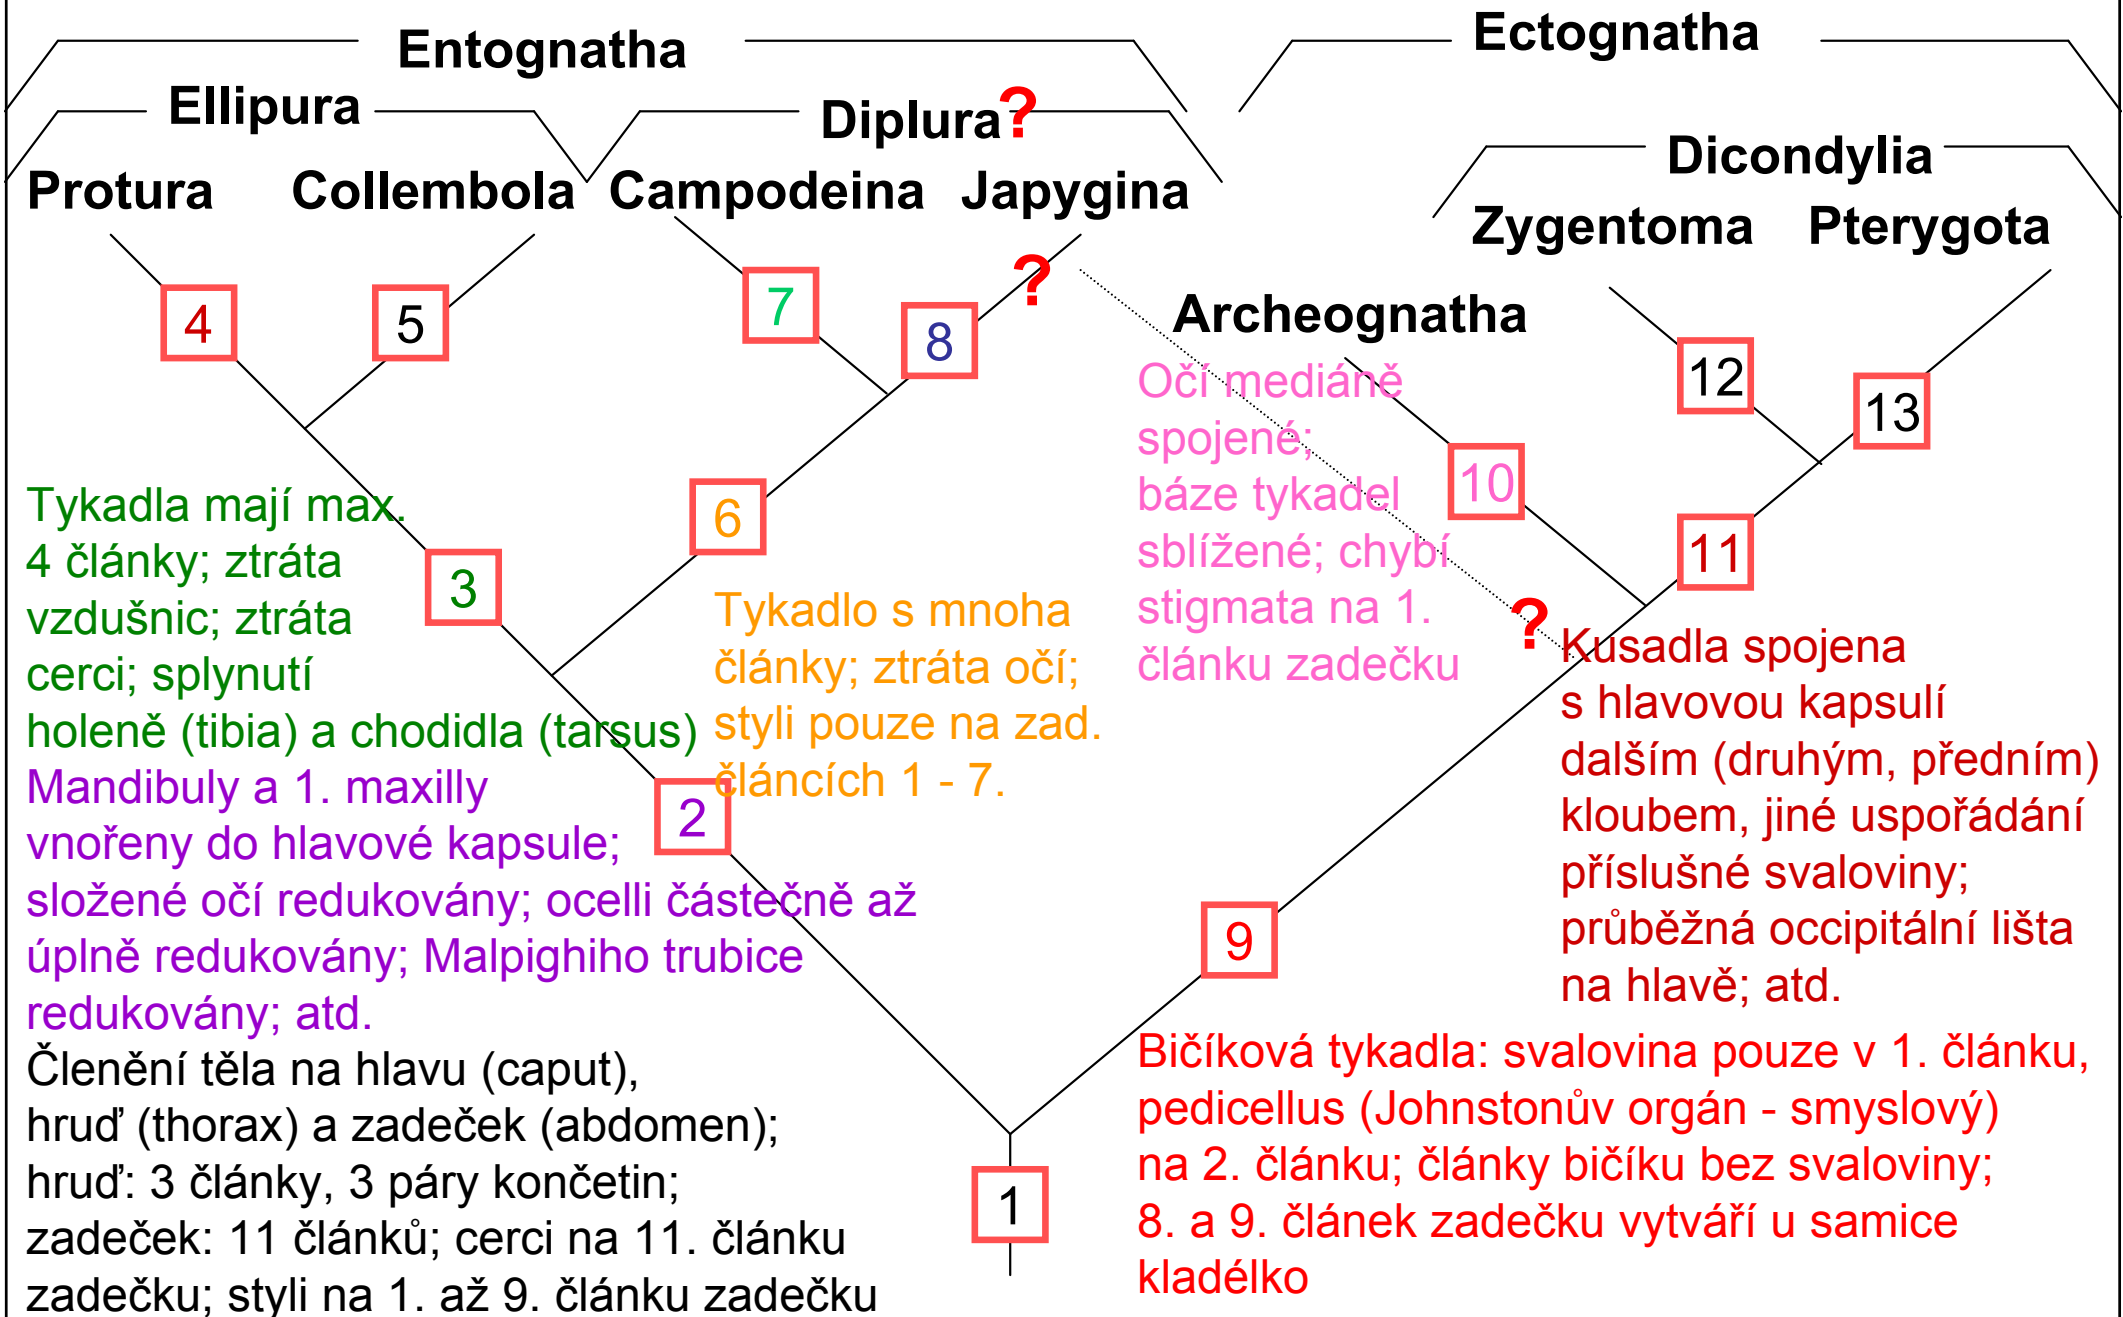 Entognatha
Ectognatha
Ellipura
Diplura?
Dicondylia
Protura
Collembola
Campodeina
Japygina
Zygentoma
Pterygota
?
Archeognatha
4
5
7
8
12
13
Očí mediáně
spojené;
báze tykadel
sblížené; chybí
stigmata na 1.
článku zadečku
10
6
11
3
?
Tykadla mají max.
4 články; ztráta
vzdušnic; ztráta
cerci; splynutí
holeně (tibia) a chodidla (tarsus)
Tykadlo s mnoha
články; ztráta očí;
styli pouze na zad.
článcích 1 - 7.
Kusadla spojena
s hlavovou kapsulí
dalším (druhým, předním)
kloubem, jiné uspořádání
příslušné svaloviny;
průběžná occipitální lišta
na hlavě; atd.
Mandibuly a 1. maxilly
vnořeny do hlavové kapsule;
složené očí redukovány; ocelli částečně až
úplně redukovány; Malpighiho trubice
redukovány; atd.
2
9
Členění těla na hlavu (caput),
hruď (thorax) a zadeček (abdomen);
hruď: 3 články, 3 páry končetin;
zadeček: 11 článků; cerci na 11. článku
zadečku; styli na 1. až 9. článku zadečku
1
Bičíková tykadla: svalovina pouze v 1. článku,
pedicellus (Johnstonův orgán - smyslový)
na 2. článku; články bičíku bez svaloviny;
8. a 9. článek zadečku vytváří u samice
kladélko